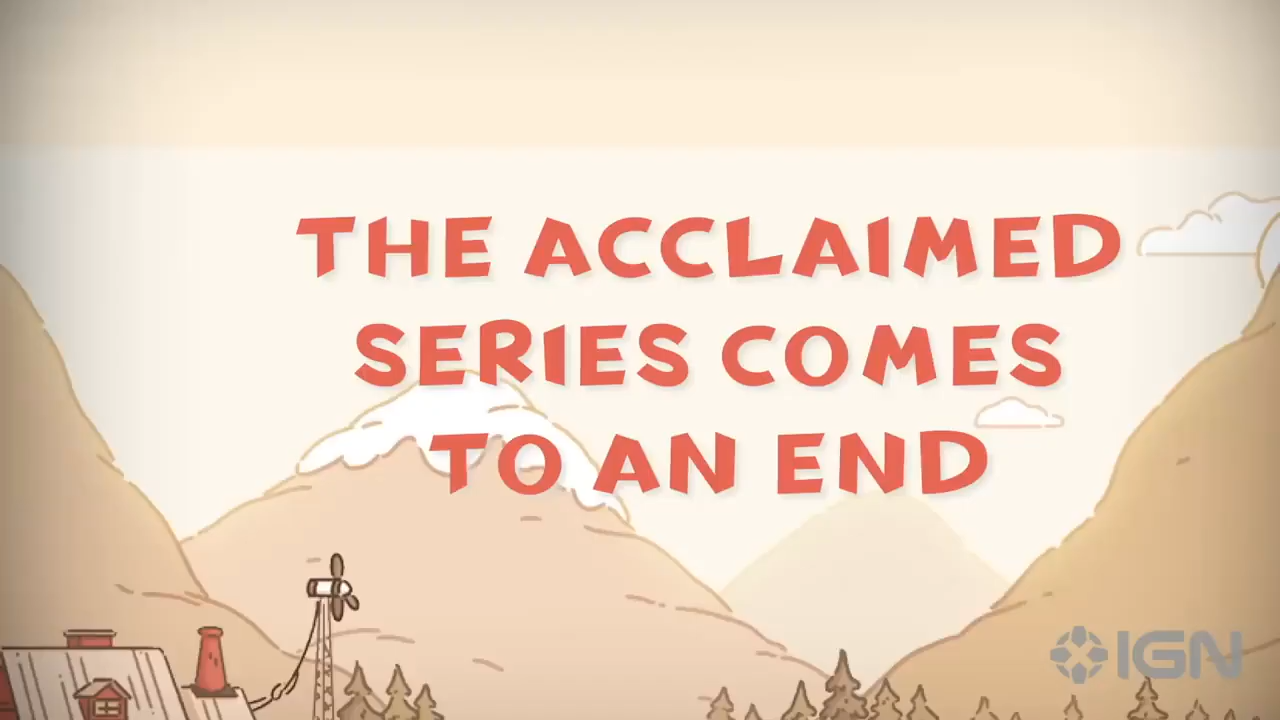 THE ACCLAIMED
SERIES COMES
TO AN END
IGN